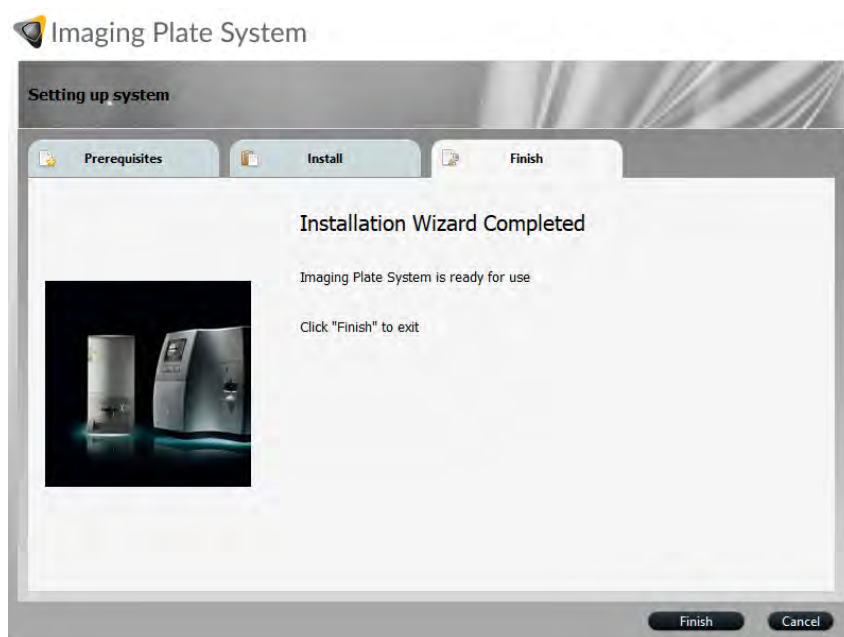 Imaging Plate System
Setting up system
Prerequisites
Install
Finish
Installation Wizard Completed
Imaging Plate System is ready for use
Click "Finish" to exit
Finish
Cancel